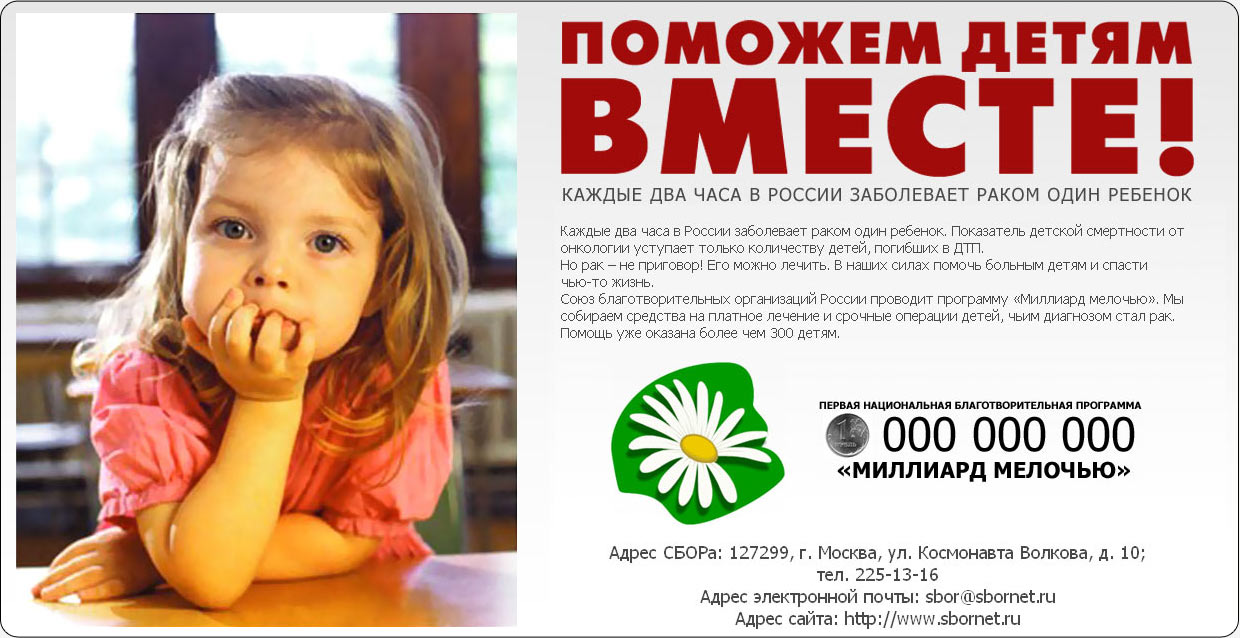 ПОМОЖЕМ ДЕТЯМ
ВМЕСТЕ!
КАЖДЫЕ ДВА ЧАСА В РОССИИ ЗАБОЛЕВАЕТ РАКОМ ОДИН РЕБЕНОК
Каждые два часа в России заболевает раком один ребенок. Показатель детской смертности от
онкологии уступает только количеству детей, погибших в ДТП.
Но рак – не приговор! Его можно лечить. В наших силах помочь больным детям и спасти
чью-то жизнь.
Союз благотворительных организаций России проводит программу «Миллиард мелочью». Мы
собираем средства на платное лечение и срочные операции детей, чьим диагнозом стал рак.
Помощь уже оказана более чем 300 детям.
ПЕРВАЯ НАЦИОНАЛЬНАЯ БЛАГОТВОРИТЕЛЬНАЯ ПРОГРАММА
1 РУБЛЬ 000 000 000
«МИЛЛИАРД МЕЛОЧЬЮ»
Адрес СБОРа: 127299, г. Москва, ул. Космонавта Волкова, д. 10;
тел. 225-13-16
Адрес электронной почты: sbor@sbornet.ru
Адрес сайта: http://www.sbornet.ru